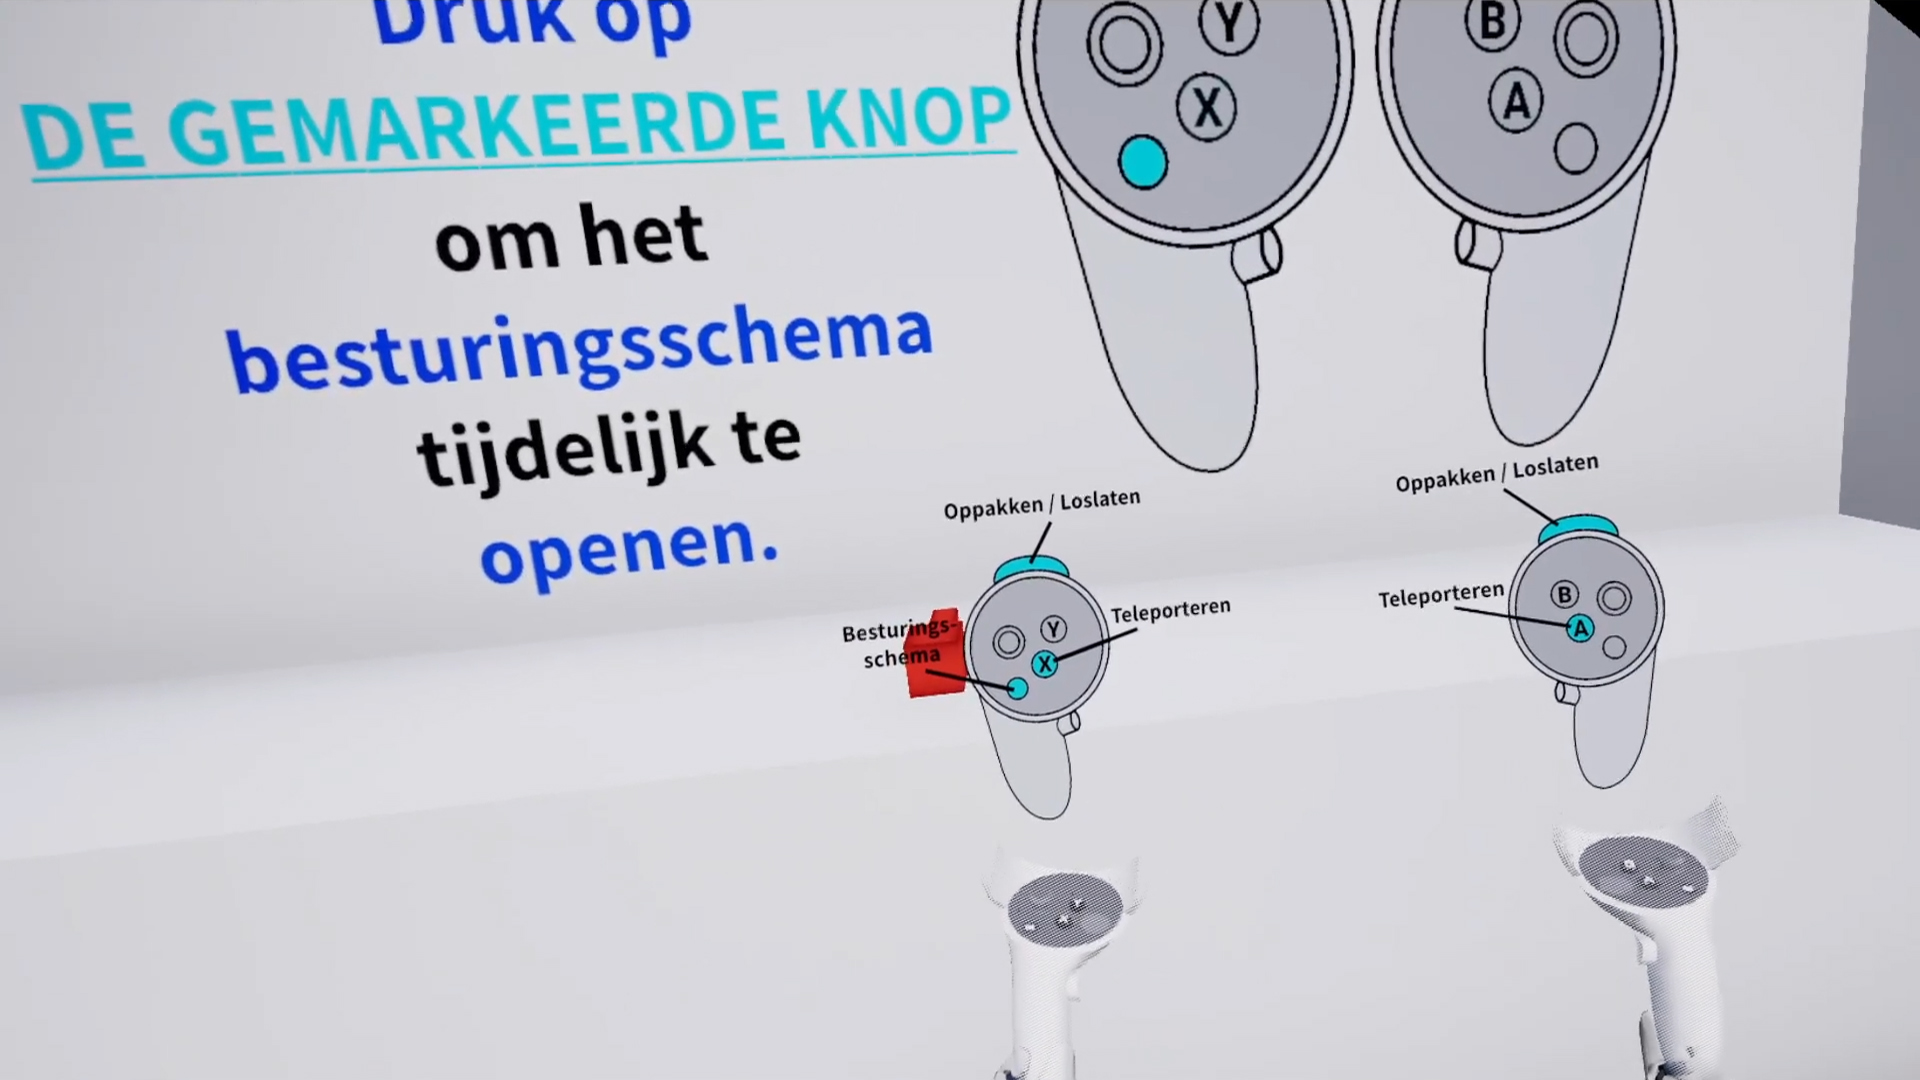 Druk op
DE GEMARKEERDE KNOP
om het
besturingsschema
tijdelijk te
openen.
Y
X
B
A
Oppakken / Loslaten
Besturings-
schema
Y
X
Teleporteren
Oppakken / Loslaten
Teleporteren
B
A